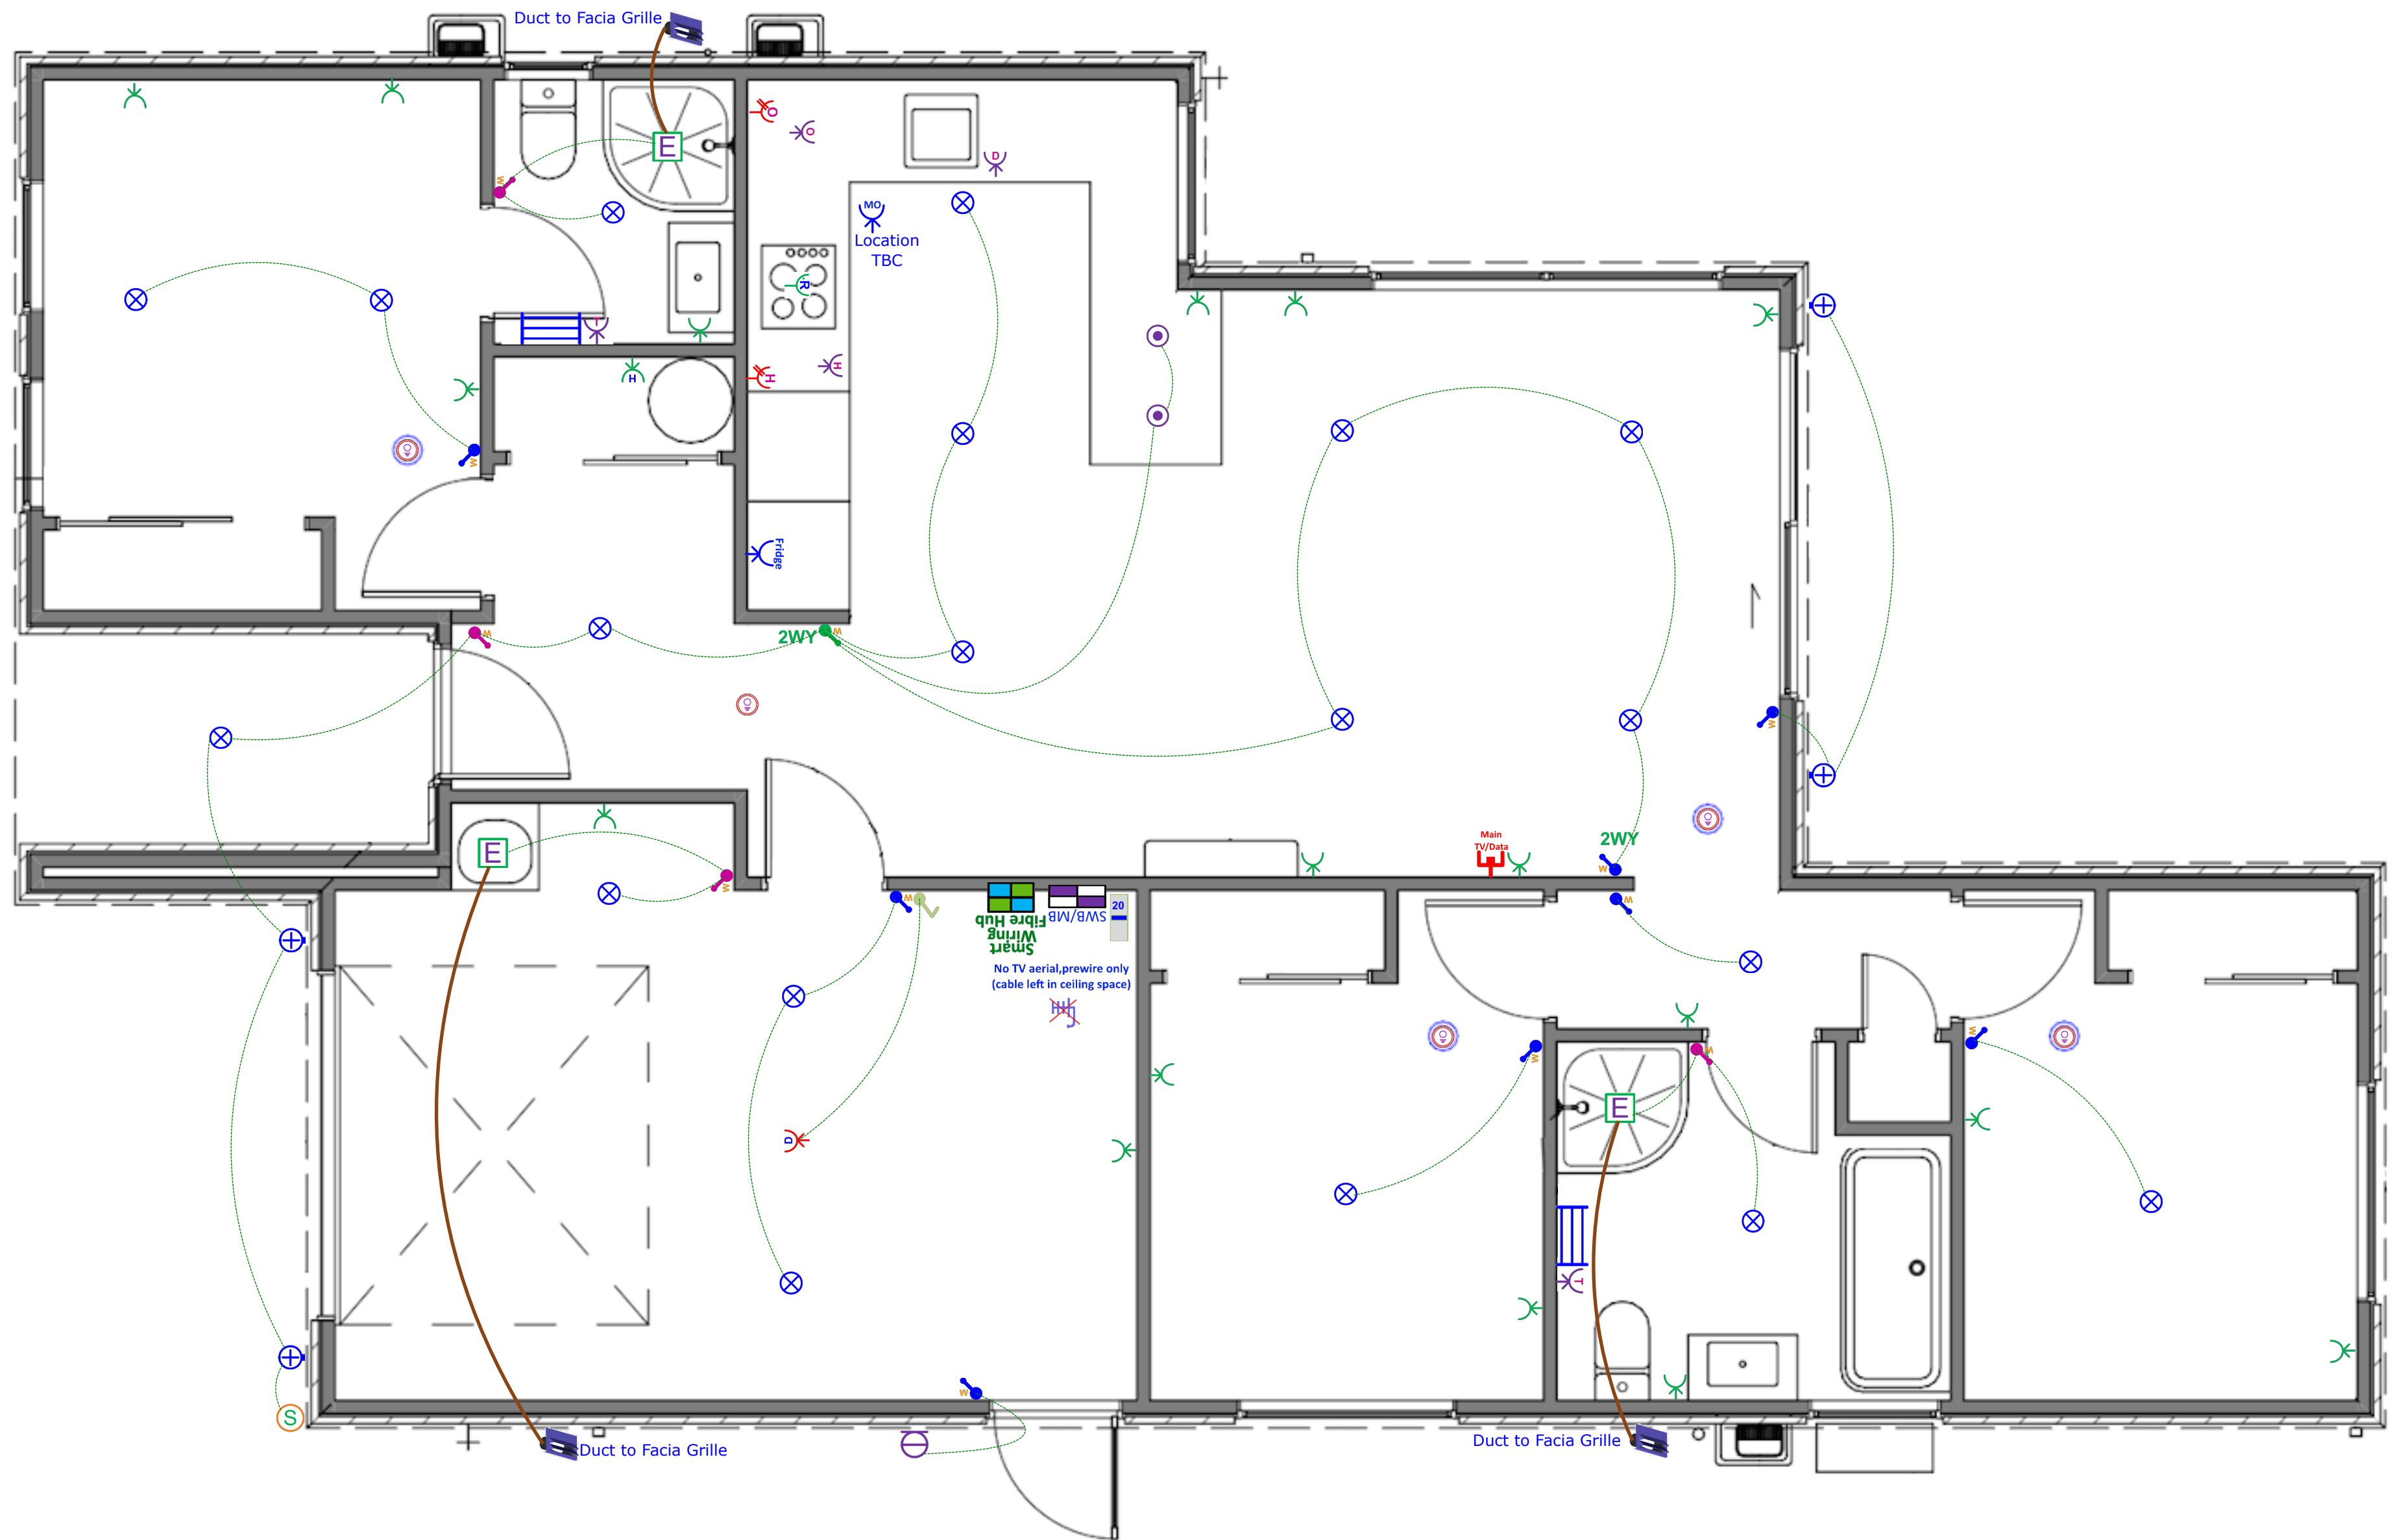 Duct to Facia Grille
E
W
O
O
D
MO
Location
TBC
R
T
H
H
H
W
Fridge
W
2WY
W
W
Main
TV/Data
2WY
W
E
W
W
W
Fibre Hub
Wiring
Smart
SWB/MB
20
No TV aerial,prewire only
(cable left in ceiling space)
W
W
W
E
D
T
W
S
Duct to Facia Grille
Duct to Facia Grille